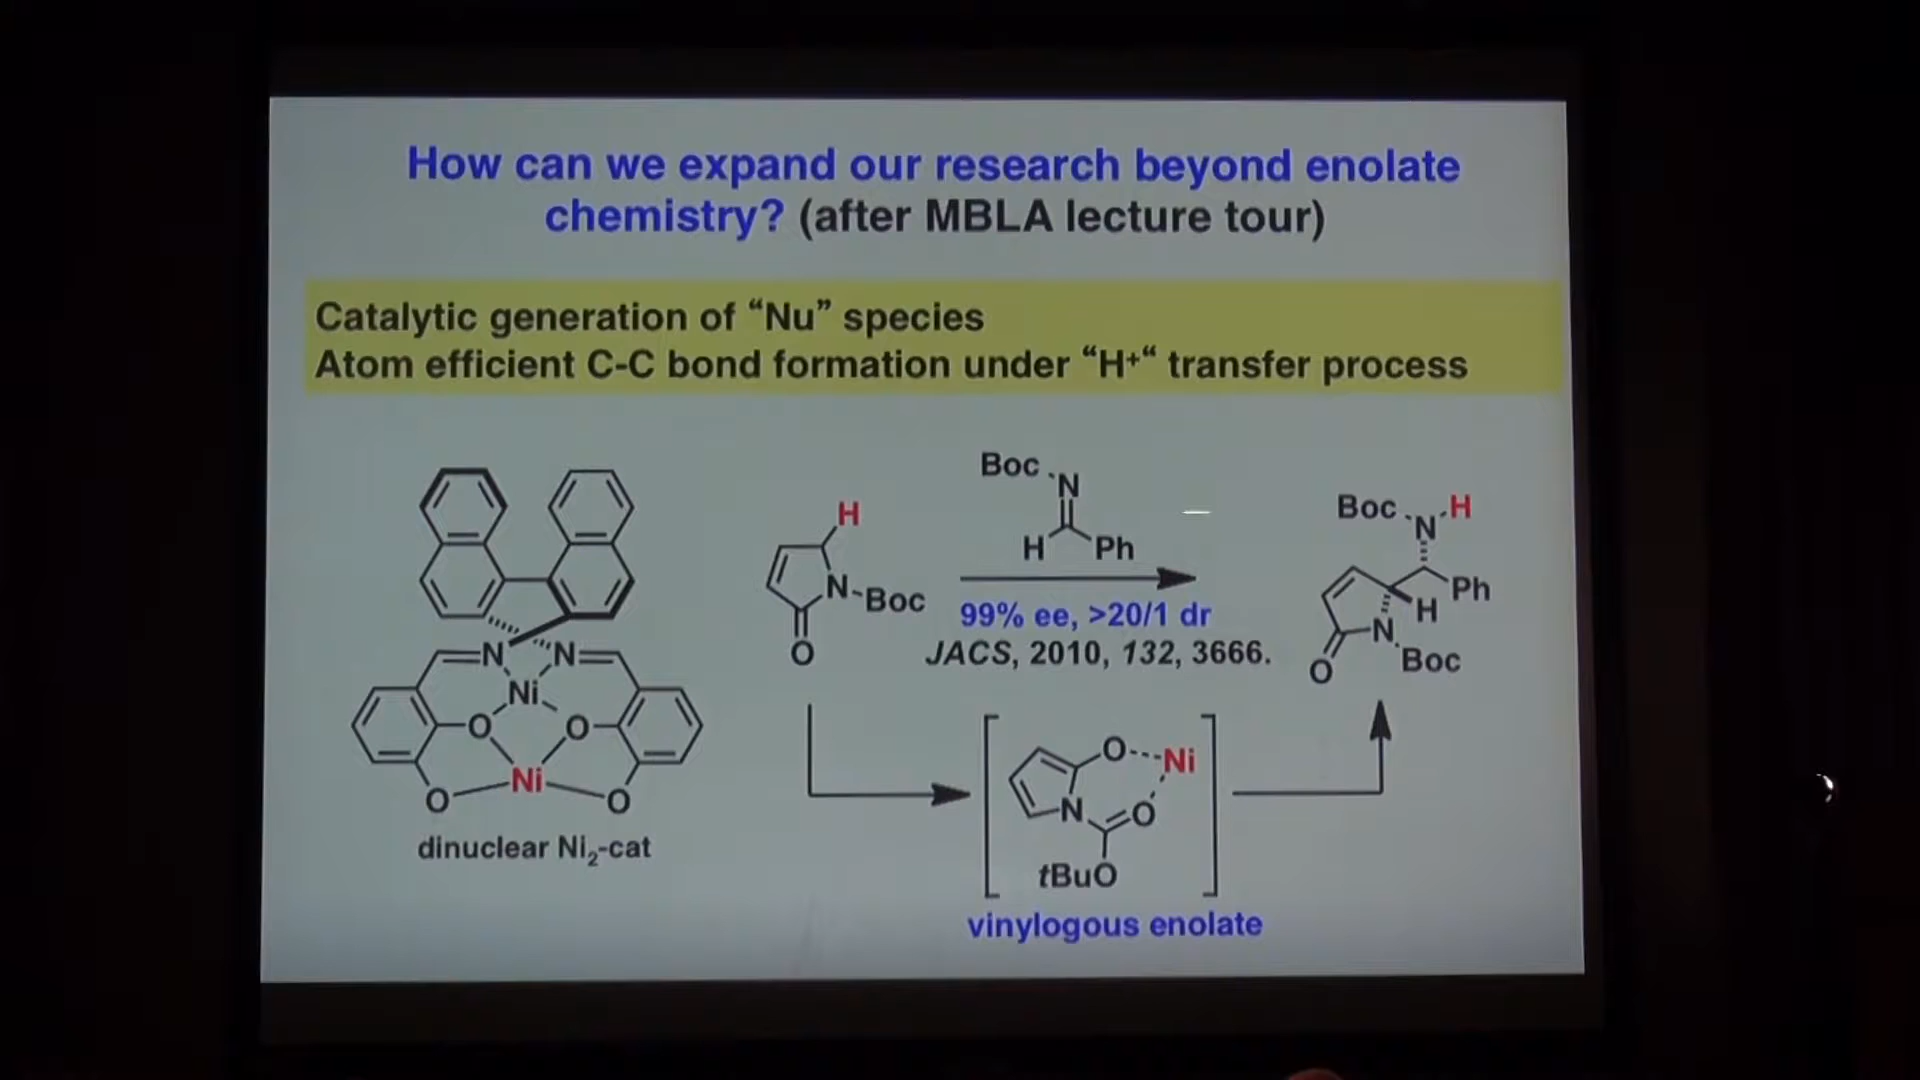 How can we expand our research beyond enolate
chemistry? (after MBLA lecture tour)
Catalytic generation of “Nu” species
Atom efficient C-C bond formation under “H+“ transfer process
Boc
N
H
Ph
H
N
Boc
O
99% ee, >20/1 dr
JACS, 2010, 132, 3666.
Boc
N
H
Ph
H
N
Boc
O
N
N
Ni
O
O
Ni
O
O
dinuclear Ni2-cat
O
Ni
N
O
tBuO
vinylogous enolate